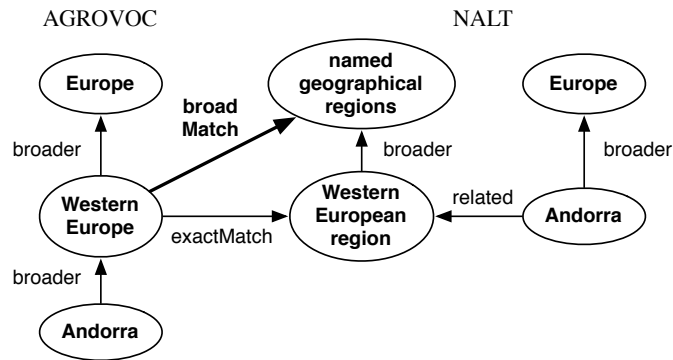 AGROVOC
NALT
Europe
named
geographical
regions
Europe
broad
Match
broader
broader
broader
Western
Europe
exactMatch
Western
European
region
related
Andorra
broader
Andorra